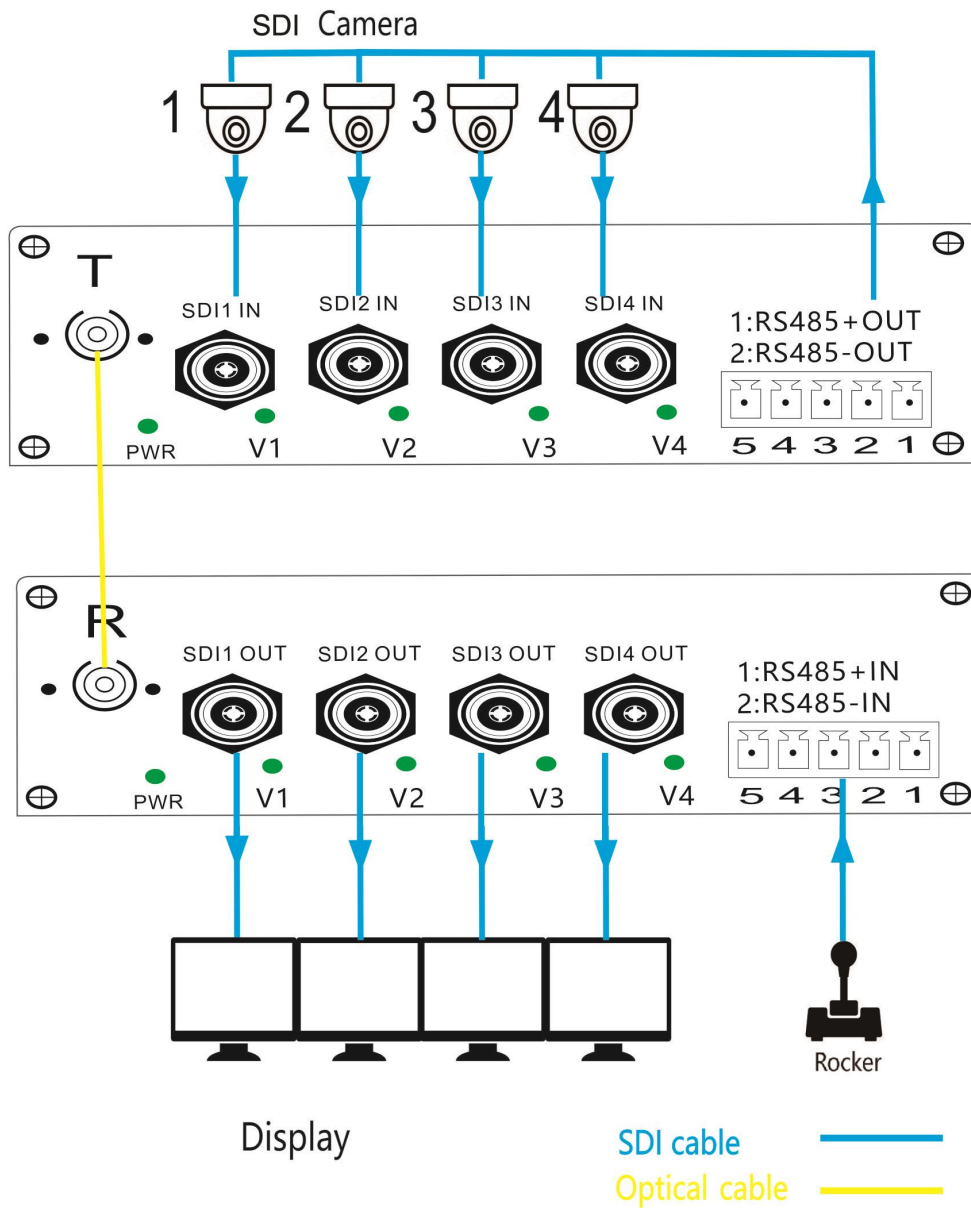 SDI Camera
1 2 3 4
T
SDI1 IN SDI2 IN SDI3 IN SDI4 IN
1:RS485+OUT
2:RS485-OUT
PWR V1 V2 V3 V4 5 4 3 2 1
R
SDI1 OUT SDI2 OUT SDI3 OUT SDI4 OUT
1:RS485+IN
2:RS485-IN
PWR V1 V2 V3 V4 5 4 3 2 1
Rocker
Display
SDI cable
Optical cable